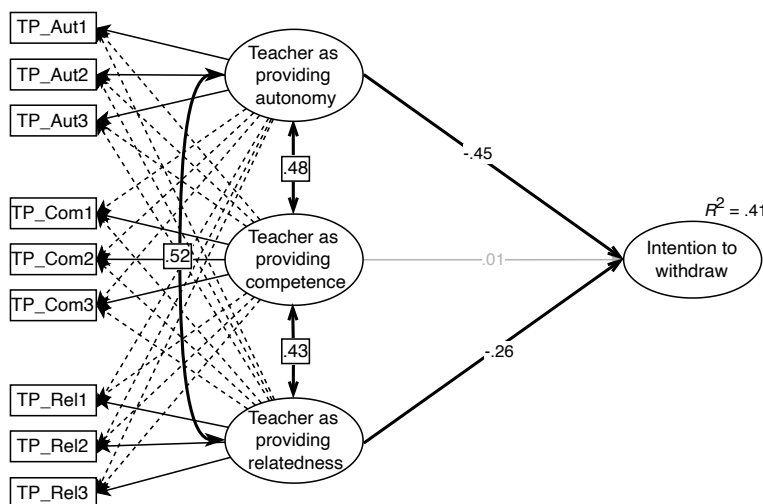 TP_Aut1
TP_Aut2
TP_Aut3
TP_Com1
TP_Com2
TP_Com3
TP_Rel1
TP_Rel2
TP_Rel3
Teacher as
providing
autonomy
Teacher as
providing
competence
Teacher as
providing
relatedness
.48
.52
.43
-.45
.01
-.26
R² = .41
Intention to
withdraw